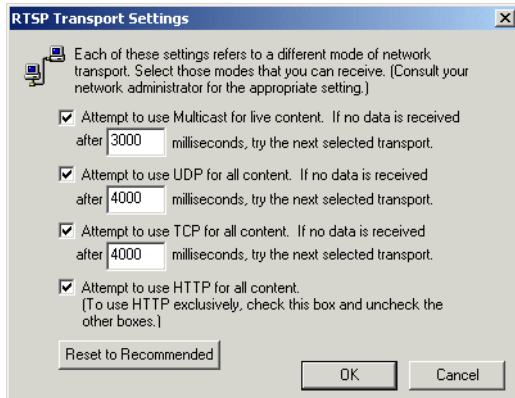 RTSP Transport Settings
Each of these settings refers to a different mode of network
transport. Select those modes that you can receive. (Consult your
network administrator for the appropriate setting.)
Attempt to use Multicast for live content. If no data is received
after 3000 milliseconds, try the next selected transport.
Attempt to use UDP for all content. If no data is received
after 4000 milliseconds, try the next selected transport.
Attempt to use TCP for all content. If no data is received
after 4000 milliseconds, try the next selected transport.
Attempt to use HTTP for all content.
(To use HTTP exclusively, check this box and uncheck the
other boxes.)
Reset to Recommended
OK Cancel